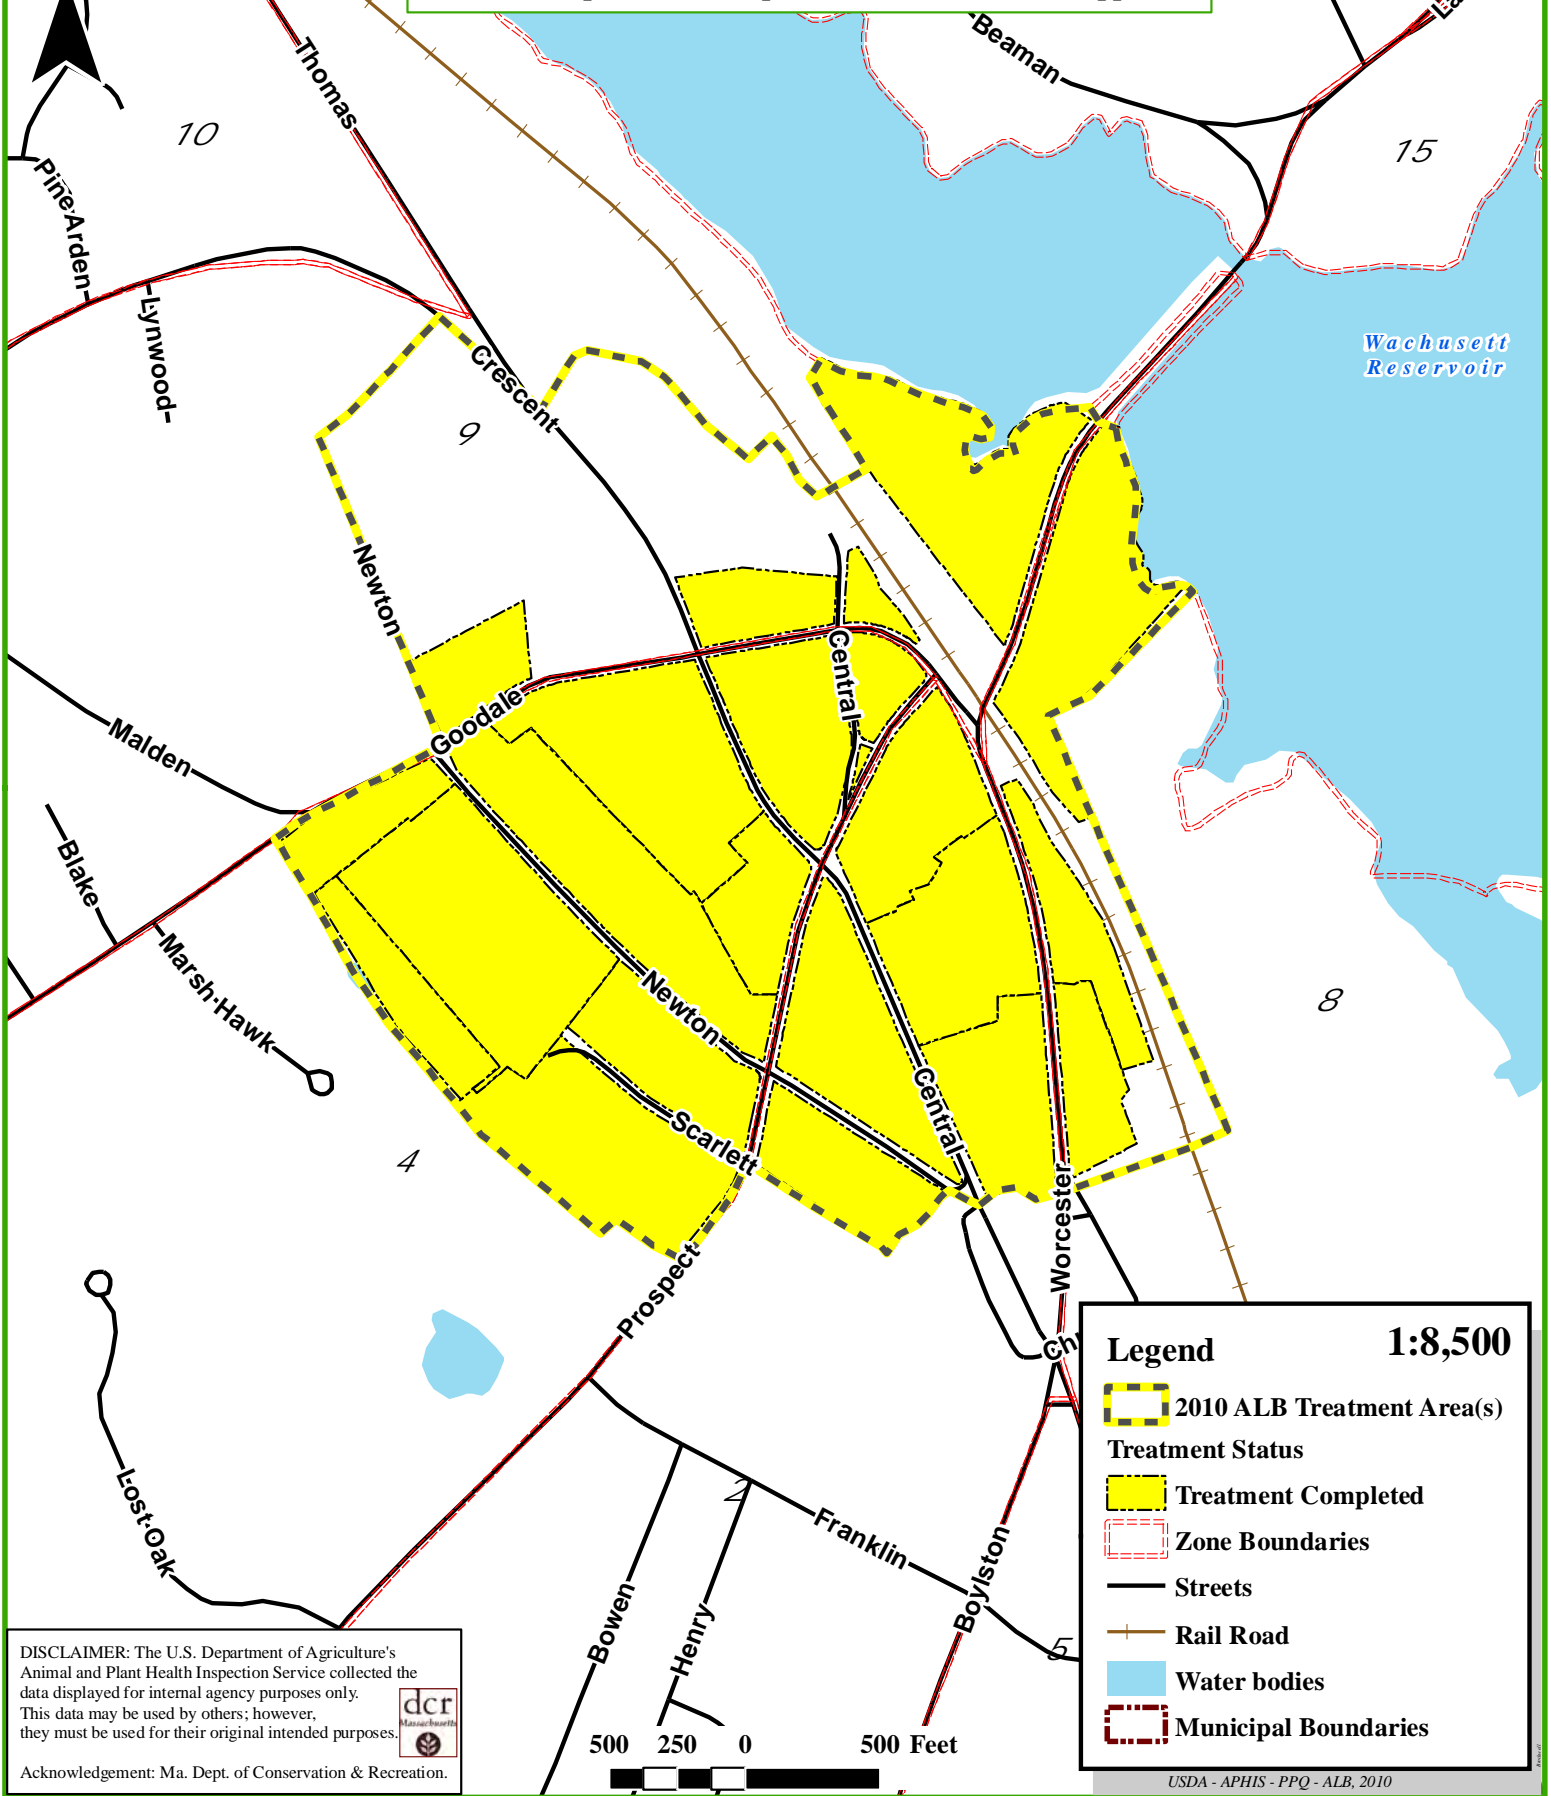 Beaman
Thomas
10
15
Pine Arden
Lynwood
Wachusett
Reservoir
Crescent
9
Newton
Central
Goodale
Malden
Blake
Marsh Hawk
Newton
8
Central
Scarlett
4
Worcester
Prospect
Lost Oak
2
Franklin
Boylston
Bowen
Henry
5
Legend
1:8,500
2010 ALB Treatment Area(s)
Treatment Status
Treatment Completed
Zone Boundaries
Streets
Rail Road
Water bodies
Municipal Boundaries
DISCLAIMER: The U.S. Department of Agriculture's
Animal and Plant Health Inspection Service collected the
data displayed for internal agency purposes only.
This data may be used by others; however,
they must be used for their original intended purposes.
dcr
Massachusetts
Acknowledgement: Ma. Dept. of Conservation & Recreation.
500 250 0 500 Feet
USDA - APHIS - PPQ - ALB, 2010